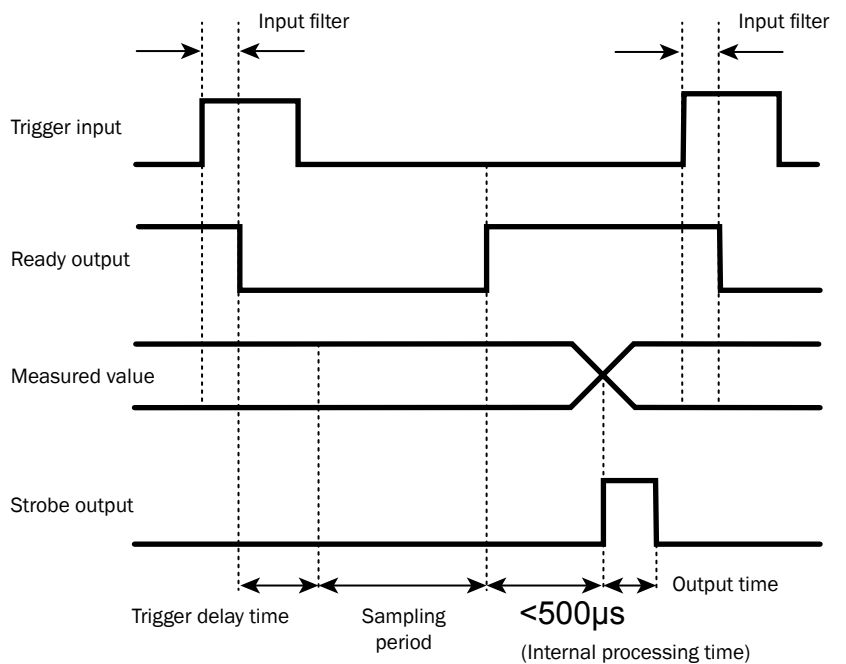 Input filter
Input filter
Trigger input
Ready output
Measured value
Strobe output
Output time
Trigger delay time
Sampling
period
<500µs
(Internal processing time)